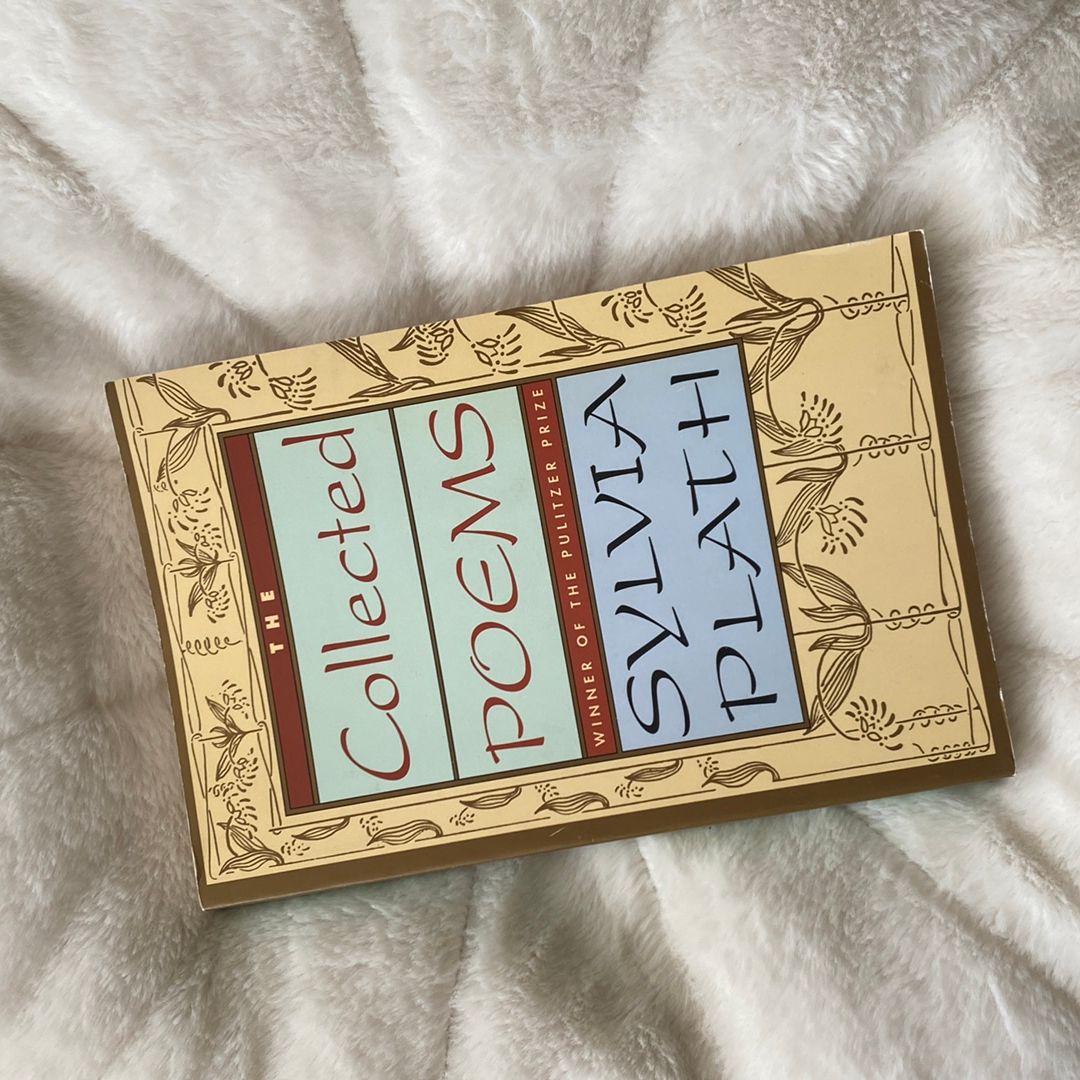 THE
Collected
POEMS
WINNER OF THE PULITZER PRIZE
SYLVIA
PLATH